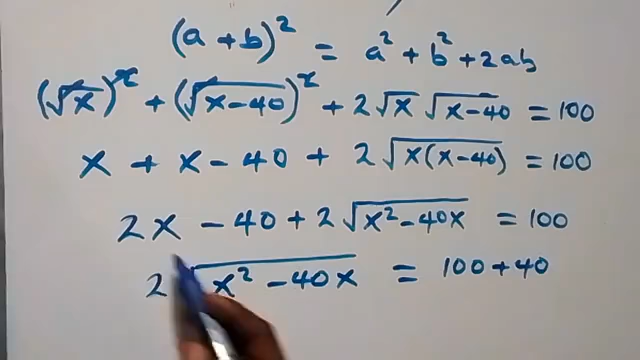 (a + b)² = a² + b² + 2ab
(√x)² + (√x-40)² + 2√x √x-40 = 100
x + x - 40 + 2√x(x-40) = 100
2x - 40 + 2√x² - 40x = 100
2√x² - 40x = 100 + 40